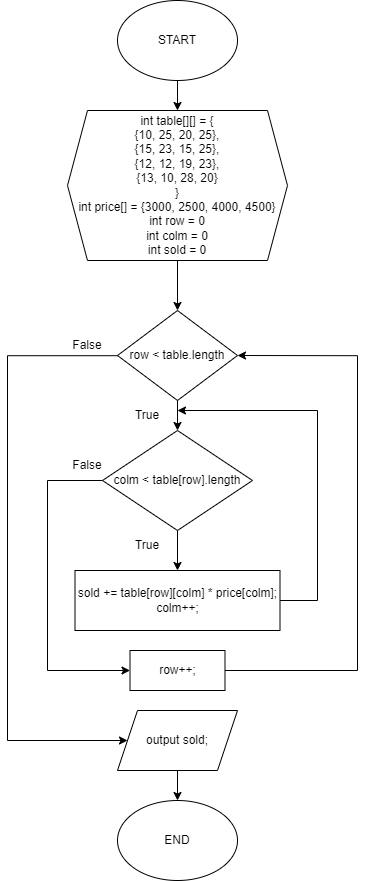 START
int table[][] = {
{10, 25, 20, 25},
{15, 23, 15, 25},
{12, 12, 19, 23},
{13, 10, 28, 20}
}
int price[] = {3000, 2500, 4000, 4500}
int row = 0
int colm = 0
int sold = 0
False
row < table.length
True
False
colm < table[row].length
True
sold += table[row][colm] * price[colm];
colm++;
row++;
output sold;
END